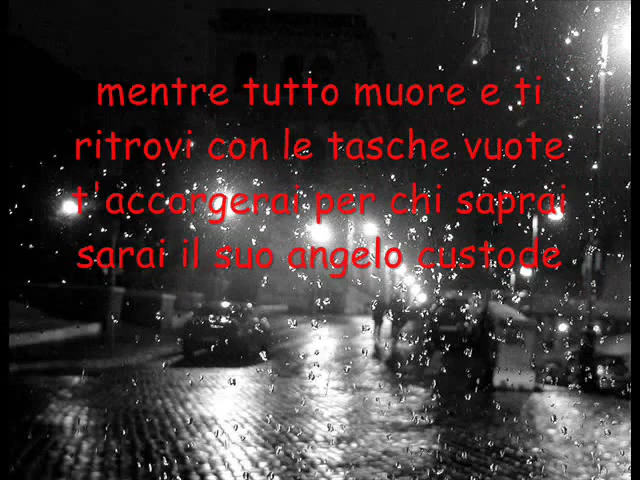 mentre tutto muore e ti
ritrovi con le tasche vuote
t'accorgerai per chi saprai
sarai il suo angelo custode